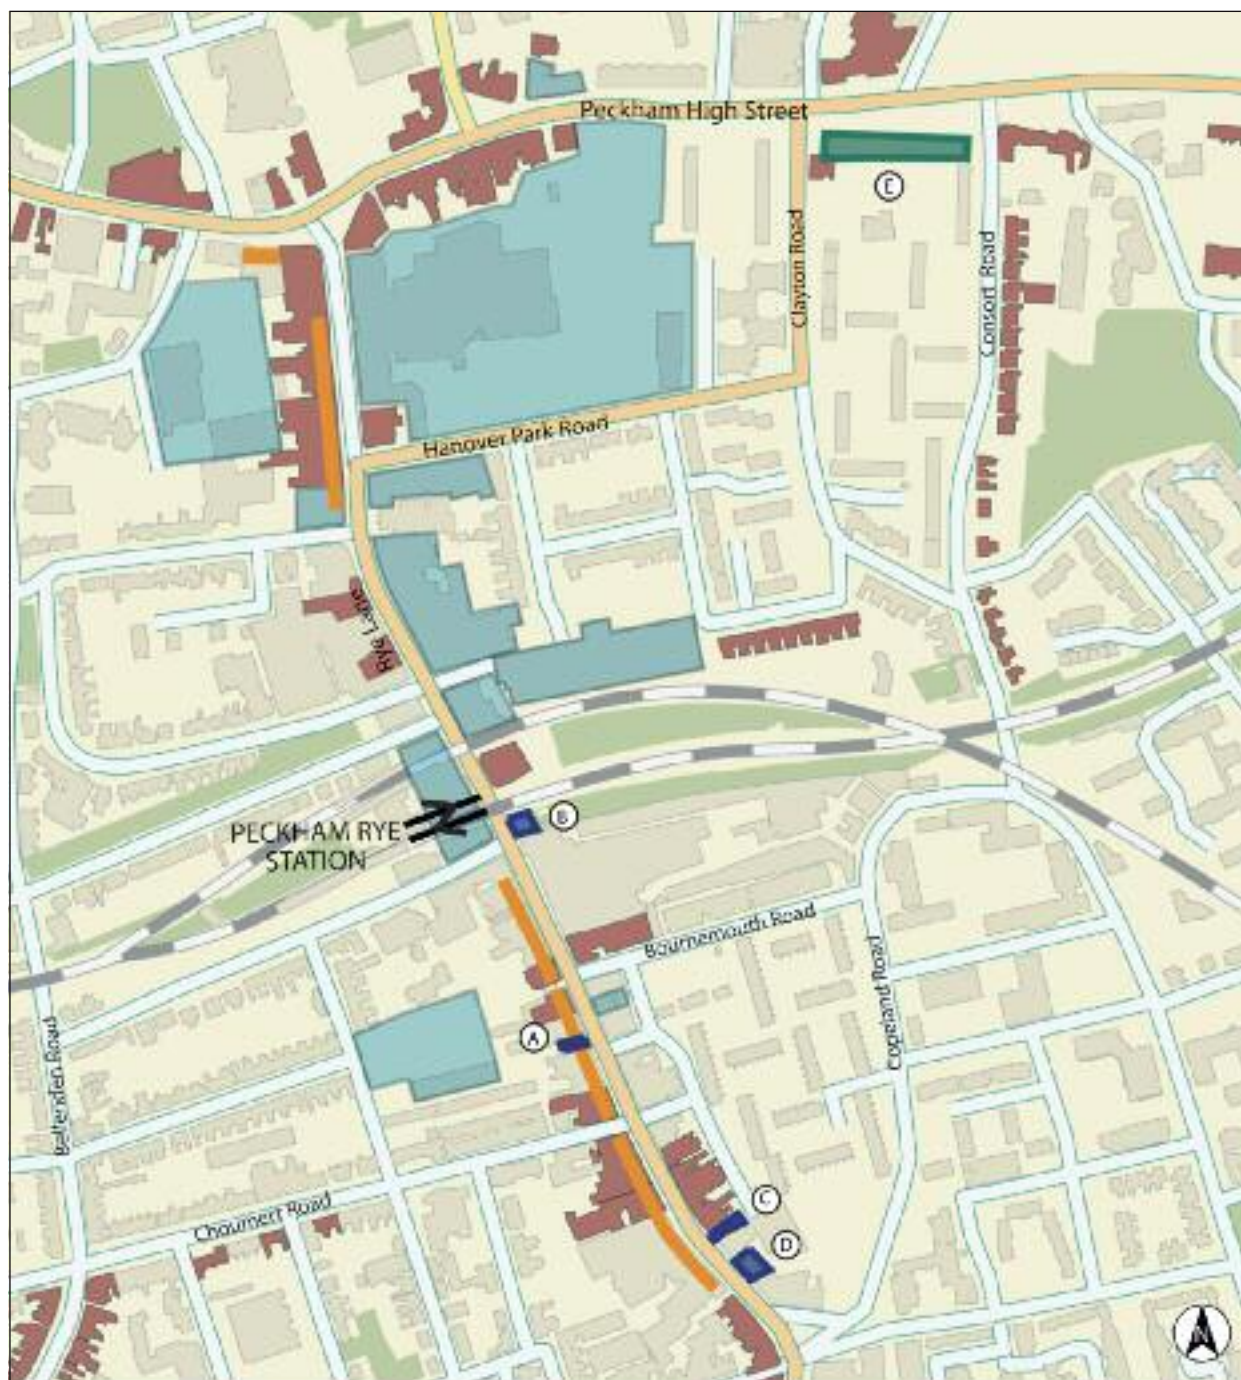 Peckham High Street
E
Clayton Road
Consort Road
Hanover Park Road
Rye Lane
B
PECKHAM RYE
STATION
Bournemouth Road
Copeland Road
A
Bellenden Road
C
Choumert Road
D
N